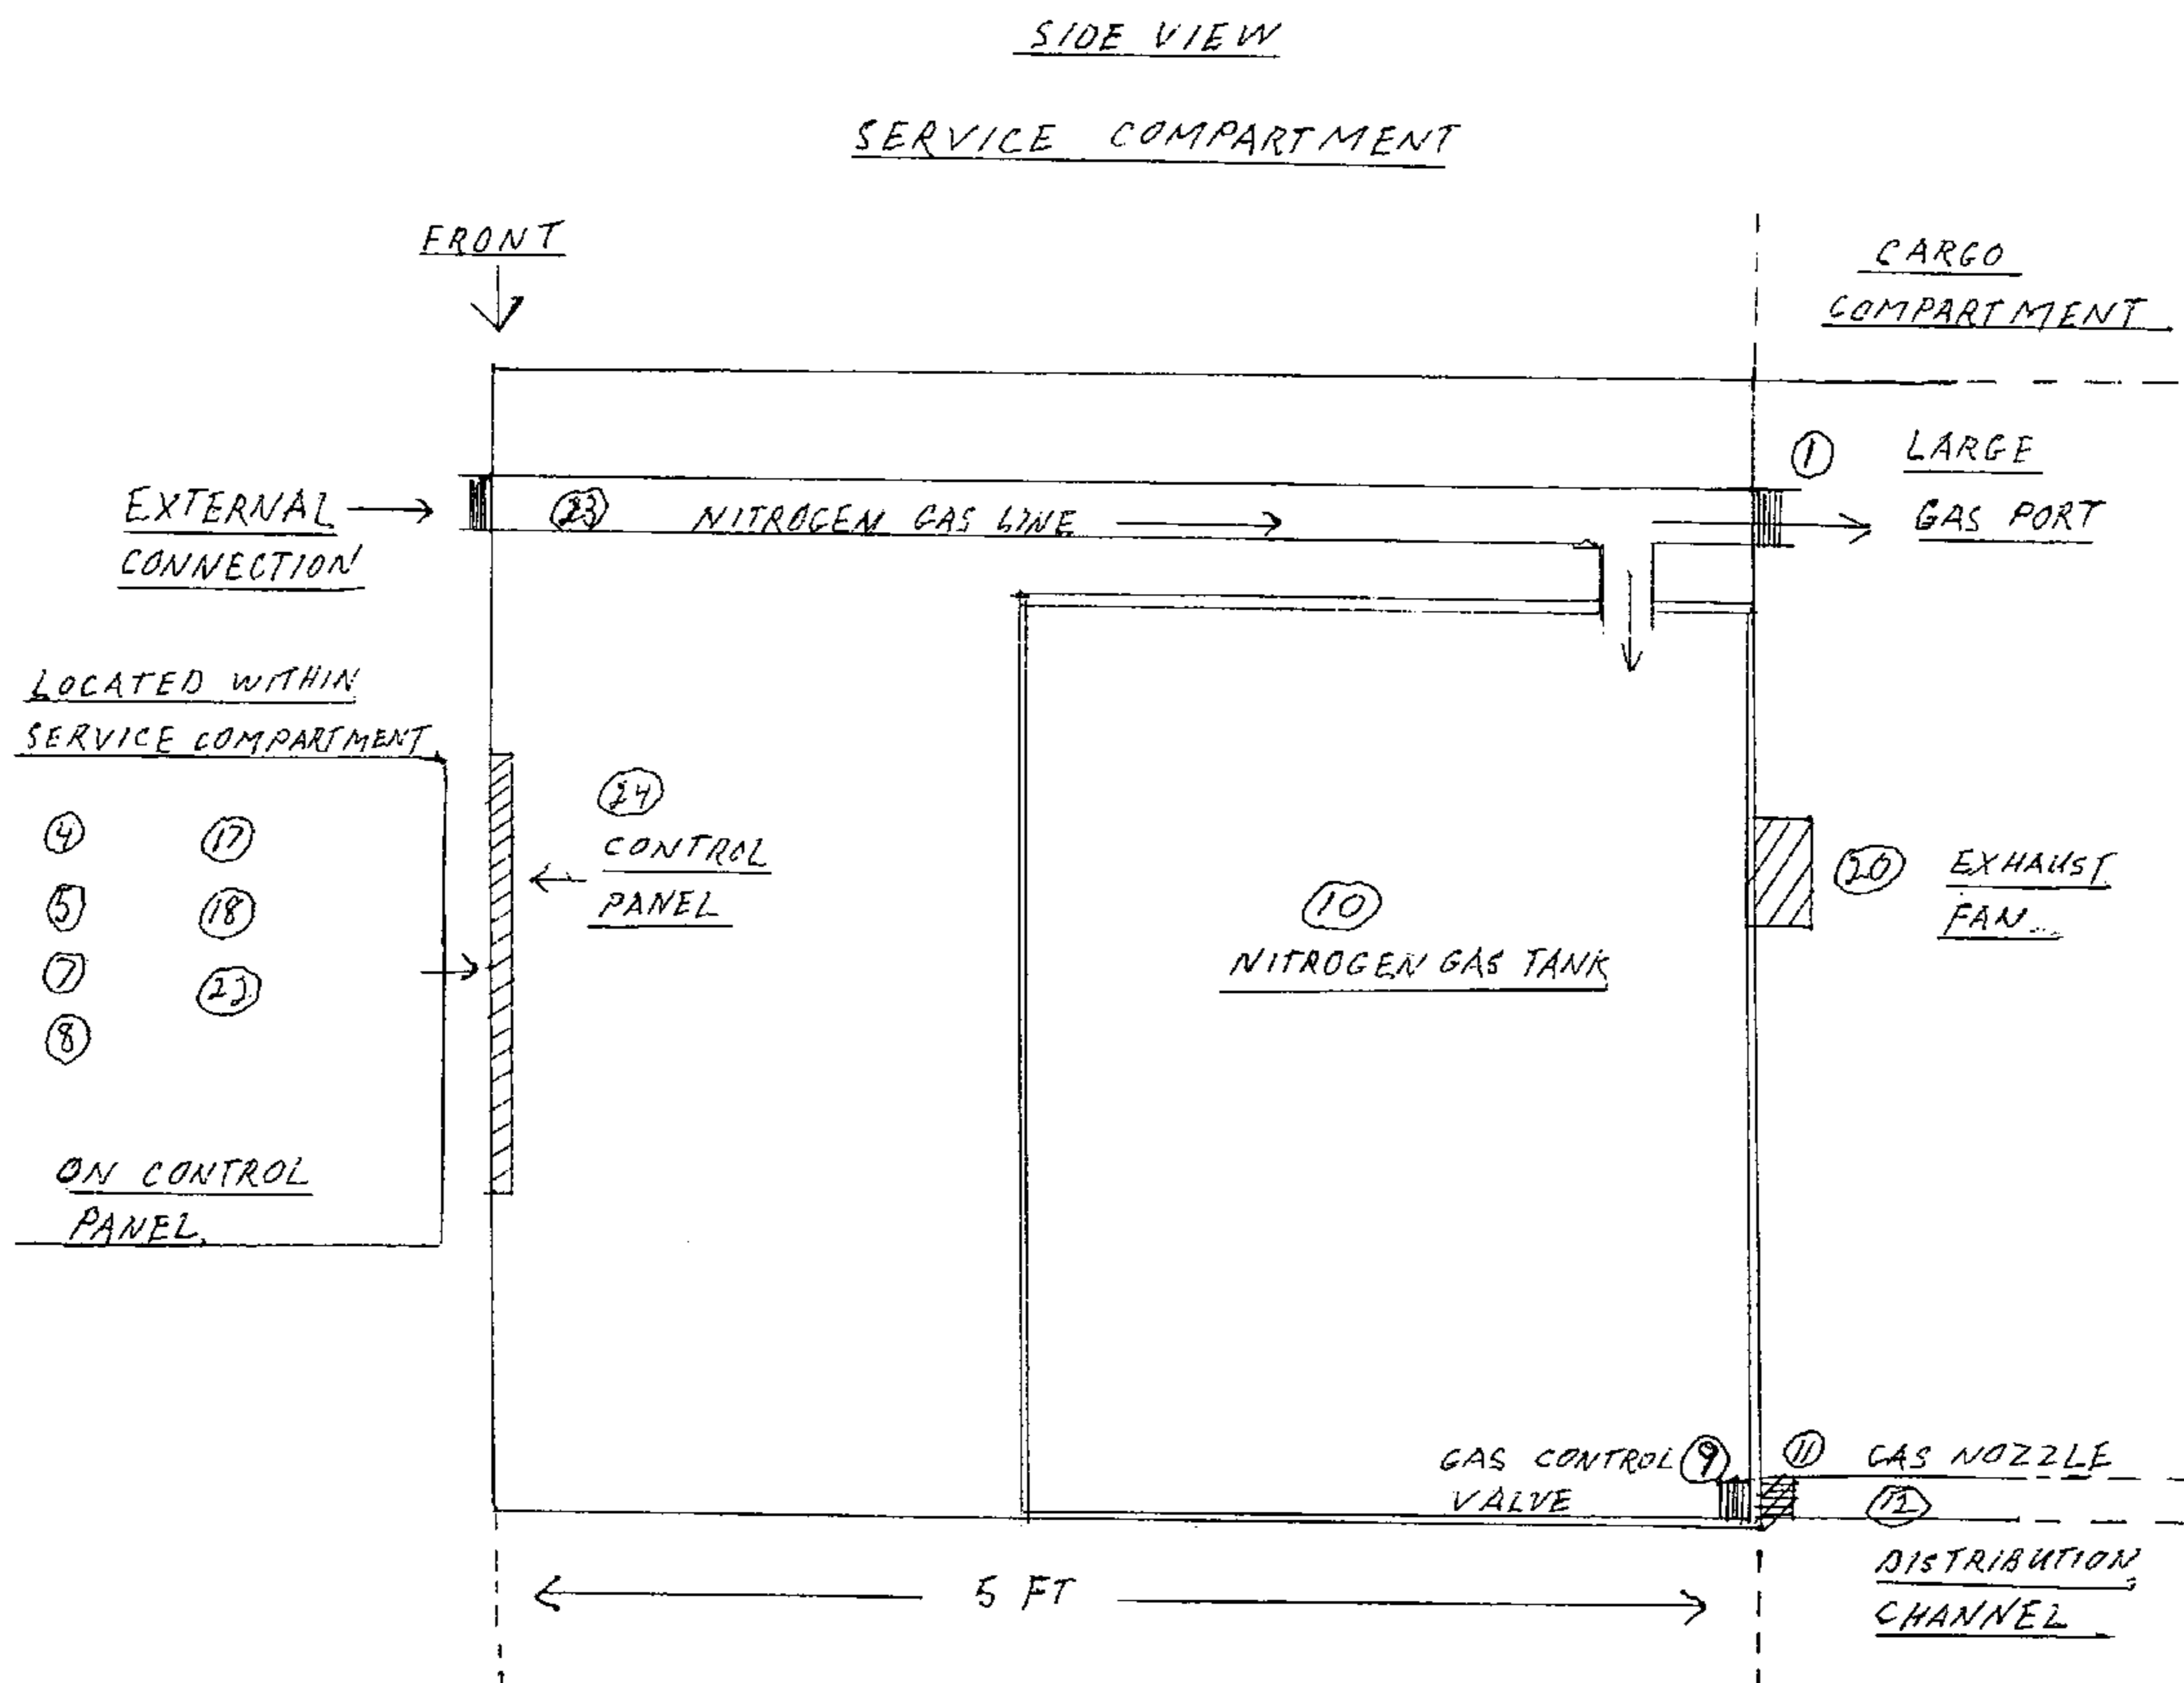 SIDE VIEW
SERVICE COMPARTMENT
FRONT
CARGO
COMPARTMENT
1 LARGE
GAS PORT
EXTERNAL
CONNECTION
23 NITROGEN GAS LINE
LOCATED WITHIN
SERVICE COMPARTMENT
4 17
5 18
7
8
ON CONTROL
PANEL
24
CONTROL
PANEL
10
NITROGEN GAS TANK
20 EXHAUST
FAN
GAS CONTROL 9
VALVE
11 GAS NOZZLE
12
DISTRIBUTION
CHANNEL
5 FT